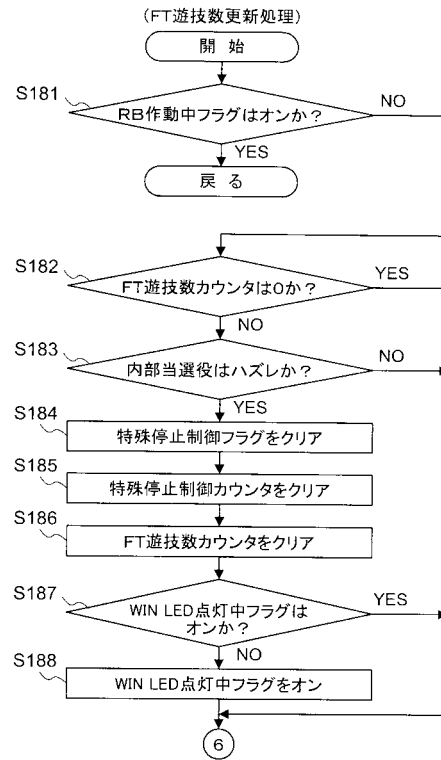 (FT遊技数更新処理)
開 始
S181
RB作動中フラグはオンか?
NO
YES
戻 る
S182
FT遊技数カウンタは0か?
YES
NO
S183
内部当選役はハズレか?
NO
YES
S184
特殊停止制御フラグをクリア
S185
特殊停止制御カウンタをクリア
S186
FT遊技数カウンタをクリア
S187
WIN LED点灯中フラグは
オンか?
YES
NO
S188
WIN LED点灯中フラグをオン
6